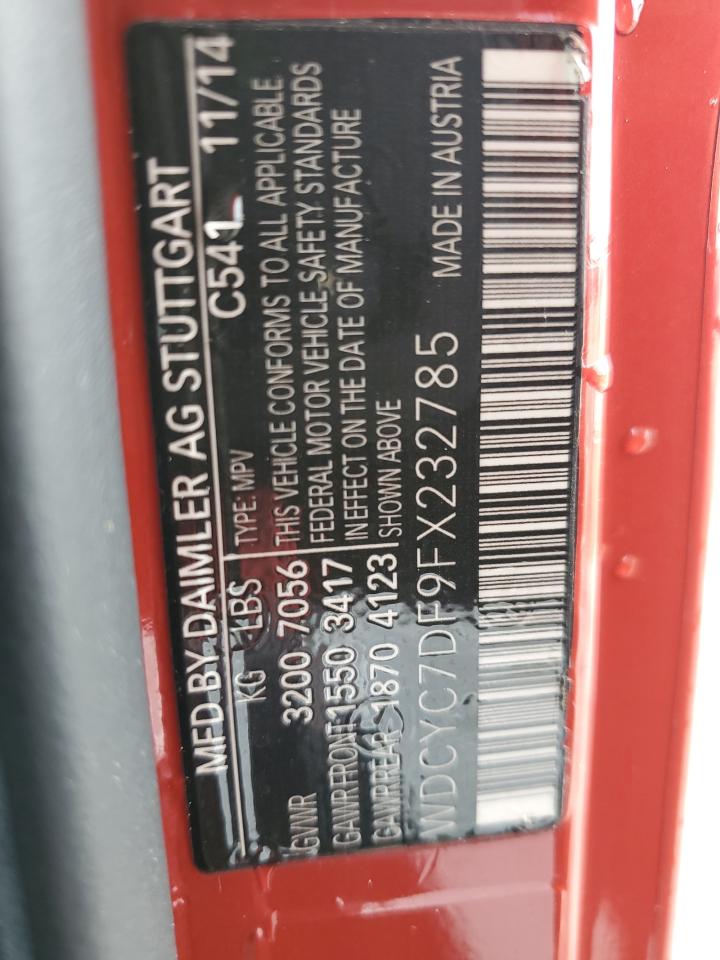 MFD BY DAIMLER AG STUTTGART
C541 11/14
KG LBS TYPE: MPV
GVWR 3200 7056 THIS VEHICLE CONFORMS TO ALL APPLICABLE
GAWR FRONT 1550 3417 FEDERAL MOTOR VEHICLE SAFETY STANDARDS
GAWR REAR 1870 4123 IN EFFECT ON THE DATE OF MANUFACTURE
SHOWN ABOVE
WDCYC7DF9FX232785 MADE IN AUSTRIA